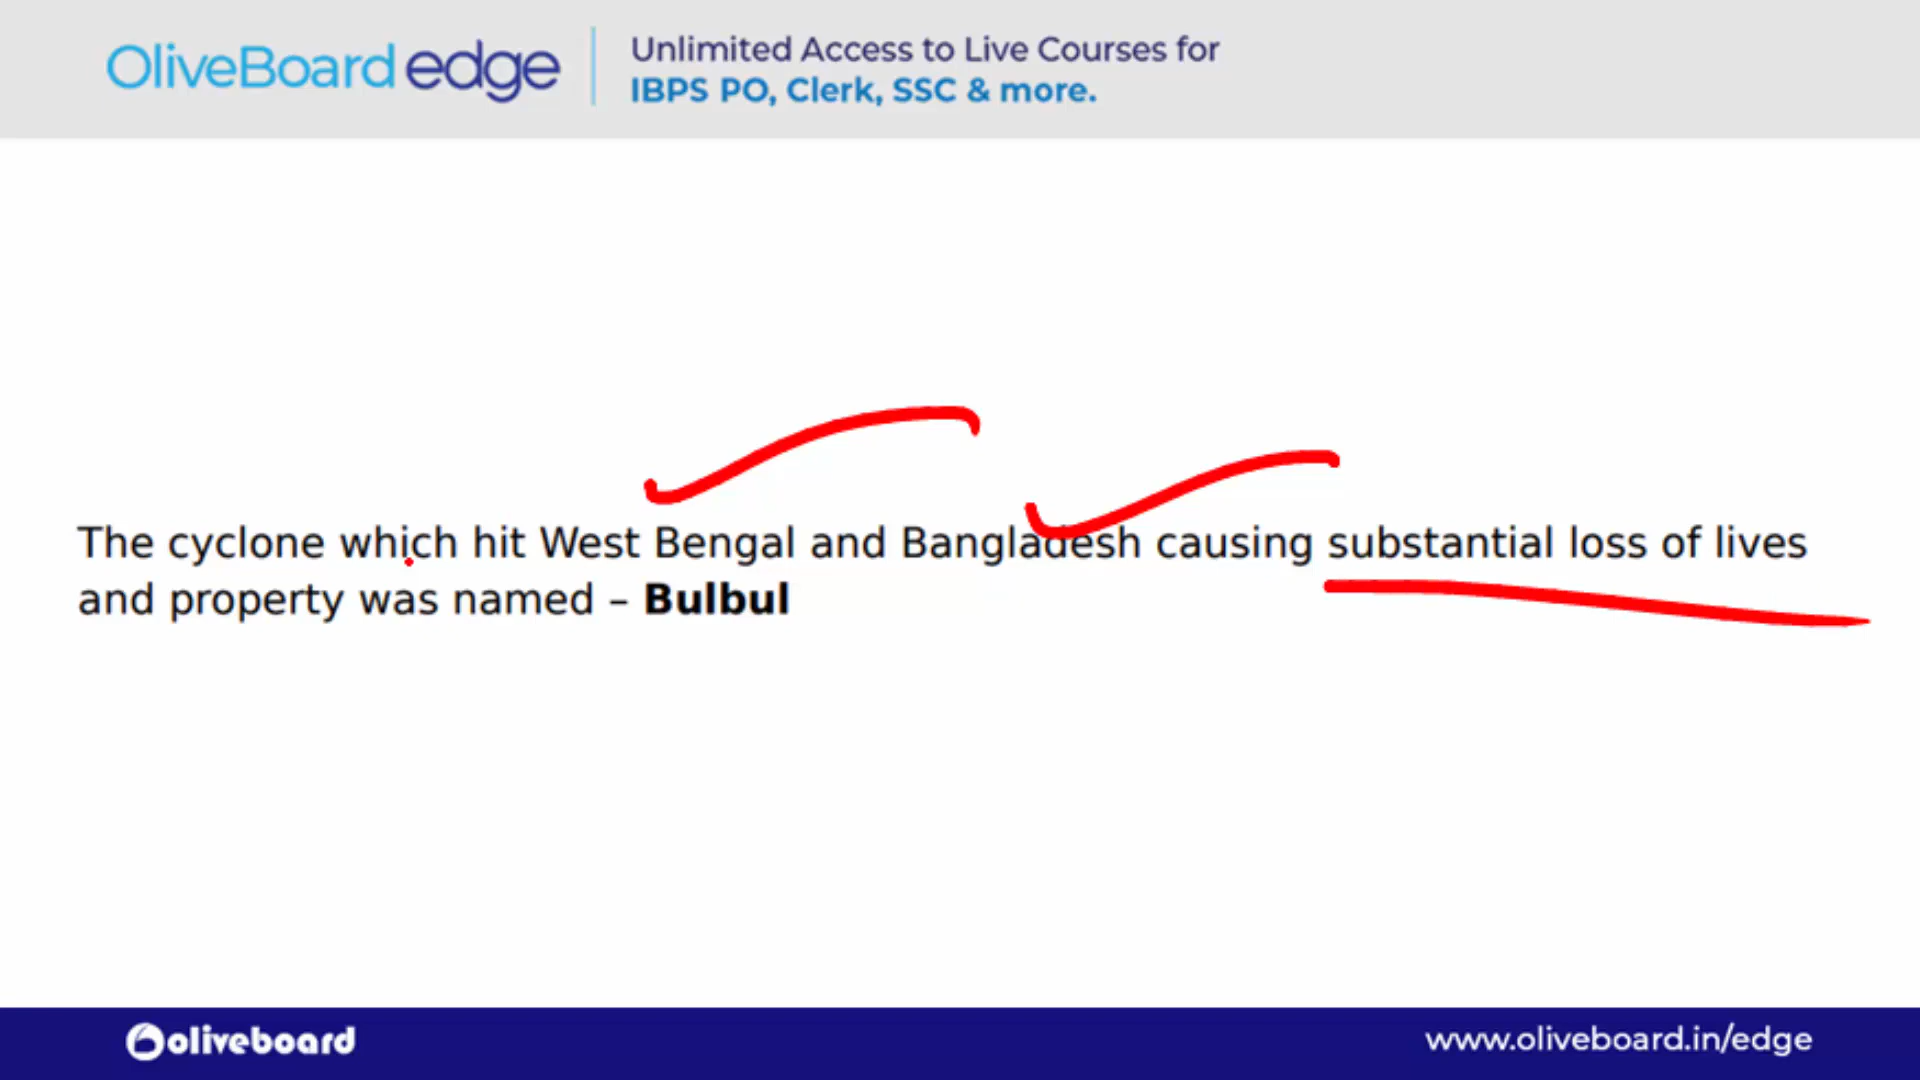 OliveBoard edge
Unlimited Access to Live Courses for
IBPS PO, Clerk, SSC & more.
The cyclone which hit West Bengal and Bangladesh causing substantial loss of lives
and property was named – Bulbul
oliveboard
www.oliveboard.in/edge